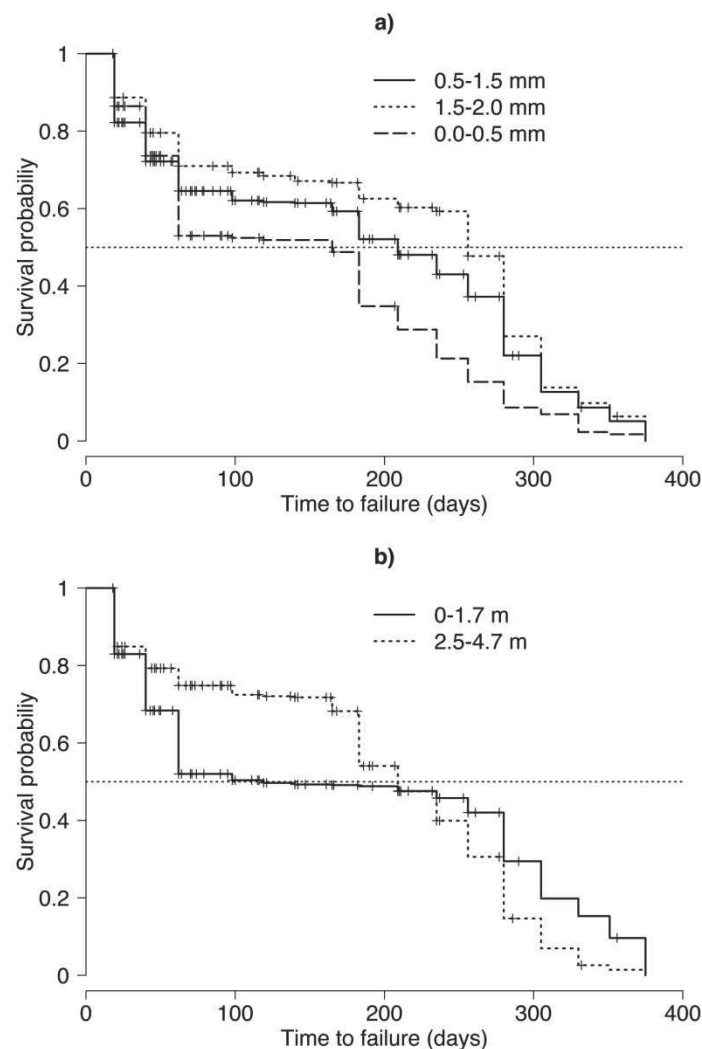 a)
1
0.8
0.6
0.4
0.2
0
Survival probabiliy
0.5-1.5 mm
1.5-2.0 mm
0.0-0.5 mm
0 100 200 300 400
Time to failure (days)
b)
1
0.8
0.6
0.4
0.2
0
Survival probabiliy
0-1.7 m
2.5-4.7 m
0 100 200 300 400
Time to failure (days)